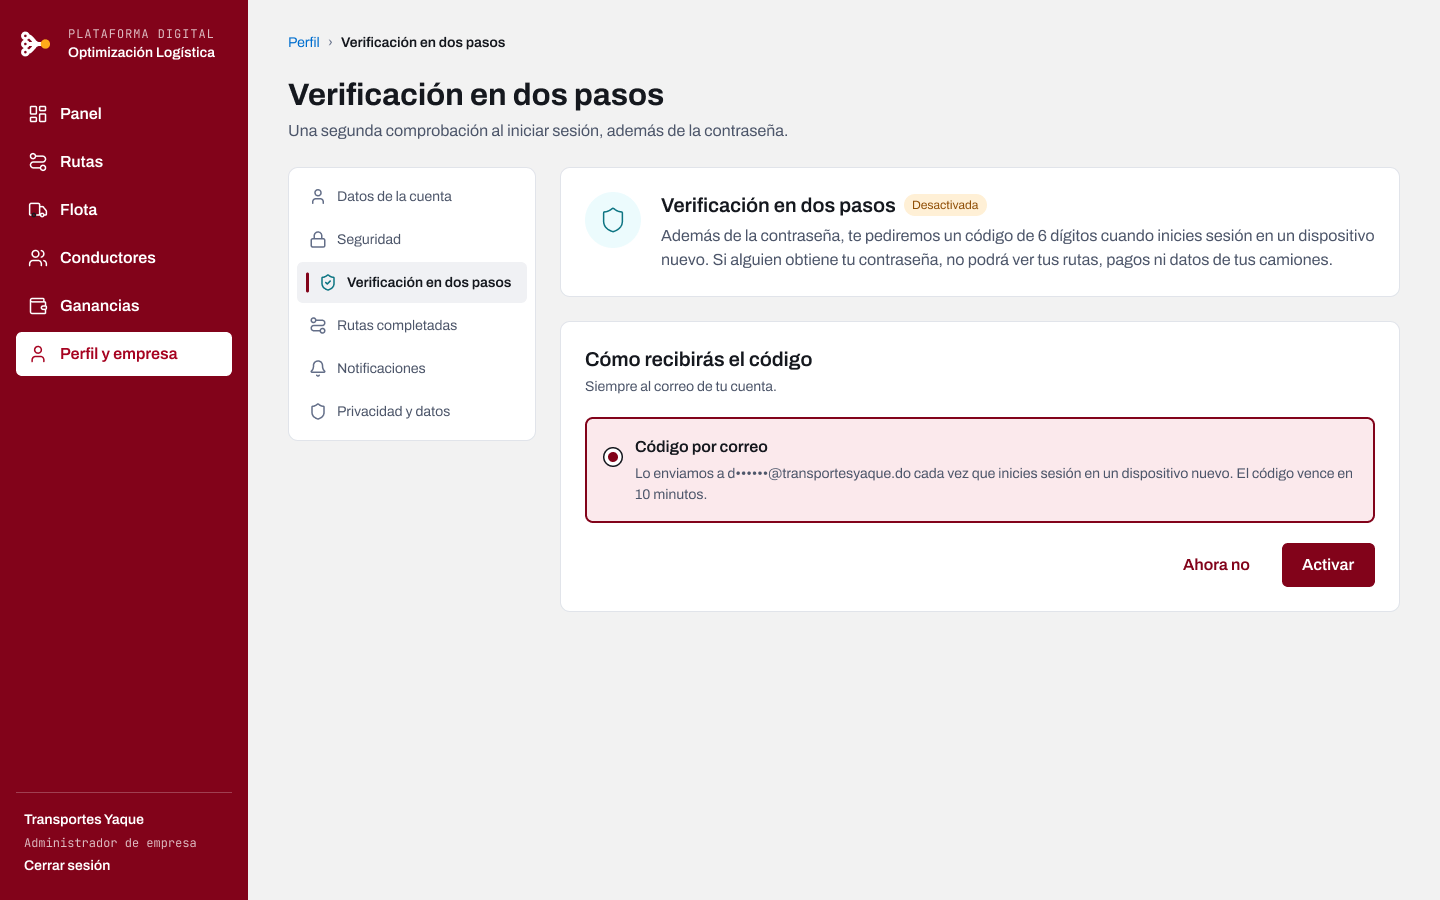 PLATAFORMA DIGITAL
Optimización Logística
Panel
Rutas
Flota
Conductores
Ganancias
Perfil y empresa
Transportes Yaque
Administrador de empresa
Cerrar sesión
Perfil › Verificación en dos pasos
Verificación en dos pasos
Una segunda comprobación al iniciar sesión, además de la contraseña.
Datos de la cuenta
Seguridad
Verificación en dos pasos
Rutas completadas
Notificaciones
Privacidad y datos
Verificación en dos pasos Desactivada
Además de la contraseña, te pediremos un código de 6 dígitos cuando inicies sesión en un dispositivo
nuevo. Si alguien obtiene tu contraseña, no podrá ver tus rutas, pagos ni datos de tus camiones.
Cómo recibirás el código
Siempre al correo de tu cuenta.
Código por correo
Lo enviamos a d••••••@transportesyaque.do cada vez que inicies sesión en un dispositivo nuevo. El código vence en
10 minutos.
Ahora no
Activar